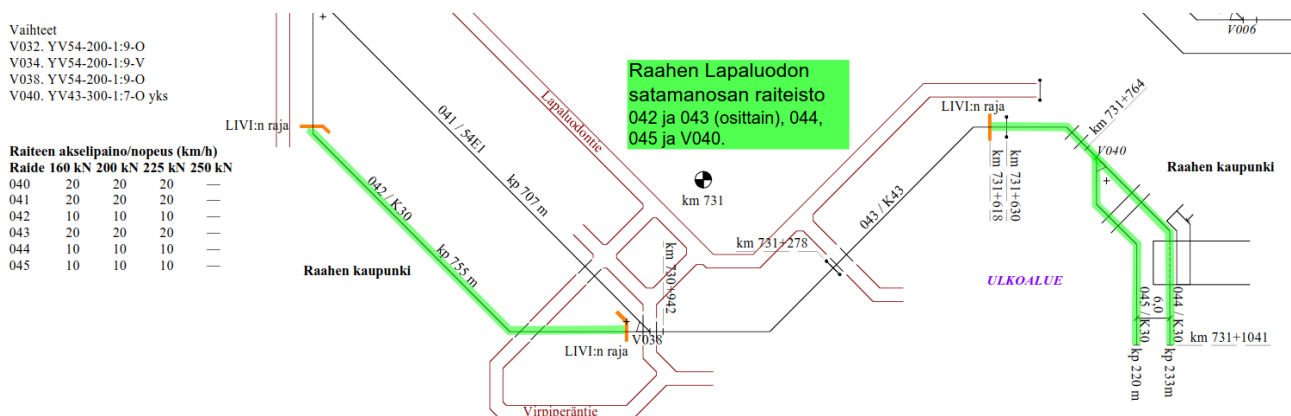 Vaihteet
V032. YV54-200-1:9-O
V034. YV54-200-1:9-V
V038. YV54-200-1:9-O
V040. YV43-300-1:7-O yks
LIVI:n raja
Raiteen akselipaino/nopeus (km/h)
Raide 160 kN 200 kN 225 kN 250 kN
040 20 20 20 —
041 20 20 20 —
042 10 10 10 —
043 20 20 20 —
044 10 10 10 —
045 10 10 10 —
041 / 54E1
kp 707 m
042 / K30
kp 755 m
Raahen kaupunki
Lapaluodontie
Raahen Lapaluodon
satamanosan raiteisto
042 ja 043 (osittain), 044,
045 ja V040.
km 731
km 730+942
V038
LIVI:n raja
Virpiperäntie
km 731+278
043 / K43
LIVI:n raja
km 731+618
km 731+630
km 731+764
V040
V006
Raahen kaupunki
ULKOALUE
045 / K30
6,0
044 / K30
km 731+1041
kp 220 m
kp 233m